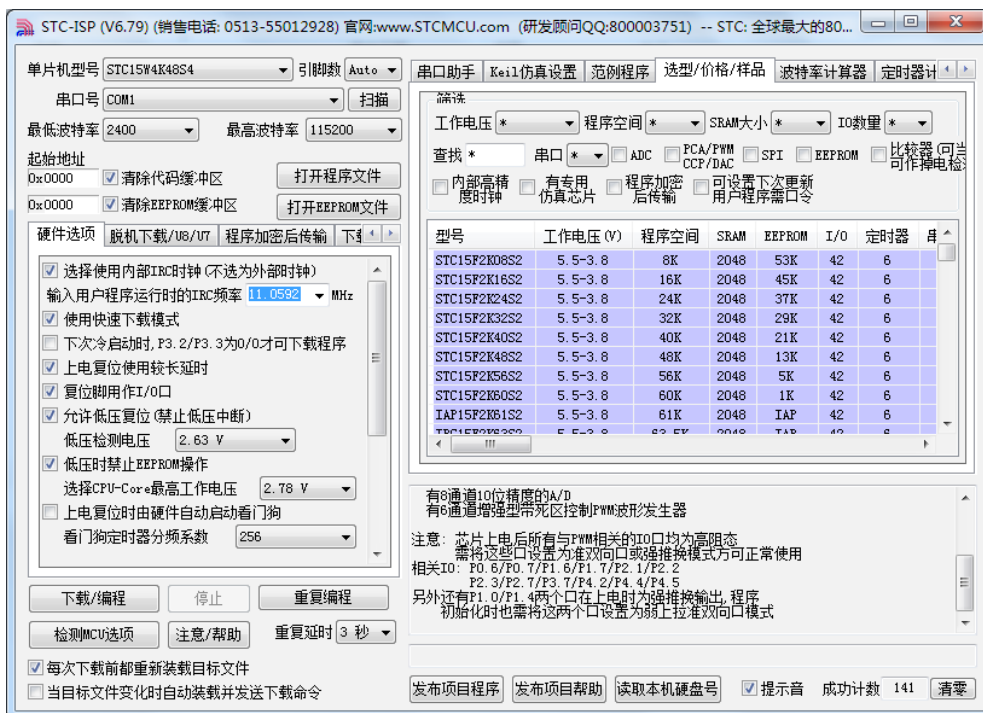 STC-ISP (V6.79) (销售电话: 0513-55012928) 官网:www.STCMCU.com (研发顾问QQ:800003751) -- STC: 全球最大的80...
单片机型号 STC15W4K48S4 引脚数 Auto
串口号 COM1 扫描
最低波特率 2400 最高波特率 115200
起始地址
0x0000 清除代码缓冲区 打开程序文件
0x0000 清除EEPROM缓冲区 打开EEPROM文件
硬件选项 脱机下载/U8/U7 程序加密后传输
选择使用内部IRC时钟(不选为外部时钟)
输入用户程序运行时的IRC频率 11.0592 MHz
使用快速下载模式
下次冷启动时,P3.2/P3.3为0/0才可下载程序
上电复位使用较长延时
复位脚用作I/O口
允许低压复位(禁止低压中断)
低压检测电压 2.63 V
低压时禁止EEPROM操作
选择CPU-Core最高工作电压 2.78 V
上电复位时由硬件自动启动看门狗
看门狗定时器分频系数 256
下载/编程 停止 重复编程
检测MCU选项 注意/帮助 重复延时 3 秒
每次下载前都重新装载目标文件
当目标文件变化时自动装载并发送下载命令
串口助手 Keil仿真设置 范例程序 选型/价格/样品 波特率计算器 定时器计
筛选
工作电压 * 程序空间 * SRAM大小 * IO数量 *
查找 * 串口 * ADC PCA/PWM CCP/DAC SPI EEPROM 比较器(可当 可作掉电检
内部高精度时钟 有专用仿真芯片 程序加密后传输 可设置下次更新用户程序需口令
型号 工作电压(V) 程序空间 SRAM EEPROM I/O 定时器 串
STC15F2K08S2 5.5-3.8 8K 2048 53K 42 6
STC15F2K16S2 5.5-3.8 16K 2048 45K 42 6
STC15F2K24S2 5.5-3.8 24K 2048 37K 42 6
STC15F2K32S2 5.5-3.8 32K 2048 29K 42 6
STC15F2K40S2 5.5-3.8 40K 2048 21K 42 6
STC15F2K48S2 5.5-3.8 48K 2048 13K 42 6
STC15F2K56S2 5.5-3.8 56K 2048 5K 42 6
STC15F2K60S2 5.5-3.8 60K 2048 1K 42 6
IAP15F2K61S2 5.5-3.8 61K 2048 IAP 42 6
有8通道10位精度的A/D
有6通道增强型带死区控制PWM波形发生器
注意: 芯片上电后所有与PWM相关的IO口均为高阻态
需将这些口设置为准双向口或强推换模式方可正常使用
相关IO: P0.6/P0.7/P1.6/P1.7/P2.1/P2.2
P2.3/P2.7/P3.7/P4.2/P4.4/P4.5
另外还有P1.0/P1.4两个口在上电时为强推换输出,程序
初始化时也需将这两个口设置为弱上拉准双向口模式
发布项目程序 发布项目帮助 读取本机硬盘号 提示音 成功计数 141 清零